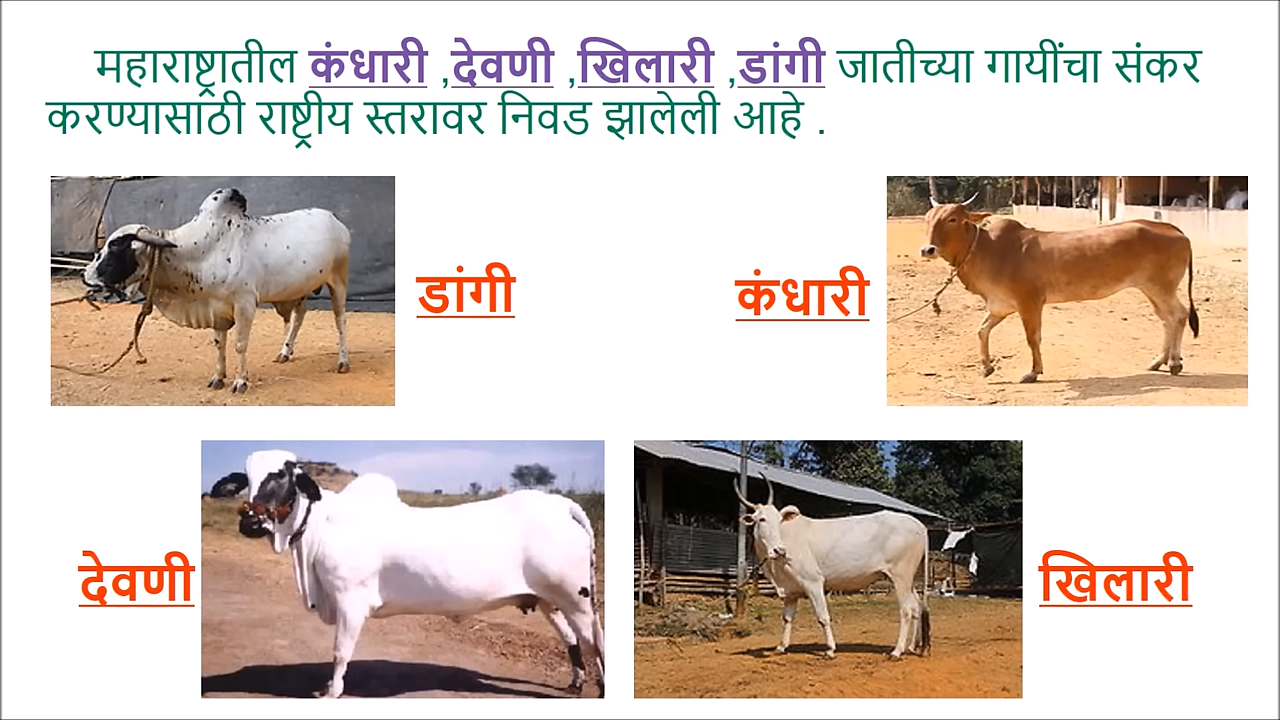 महाराष्ट्रातील कंधारी ,देवणी ,खिलारी ,डांगी जातीच्या गायींचा संकर
करण्यासाठी राष्ट्रीय स्तरावर निवड झालेली आहे .
डांगी
कंधारी
देवणी
खिलारी